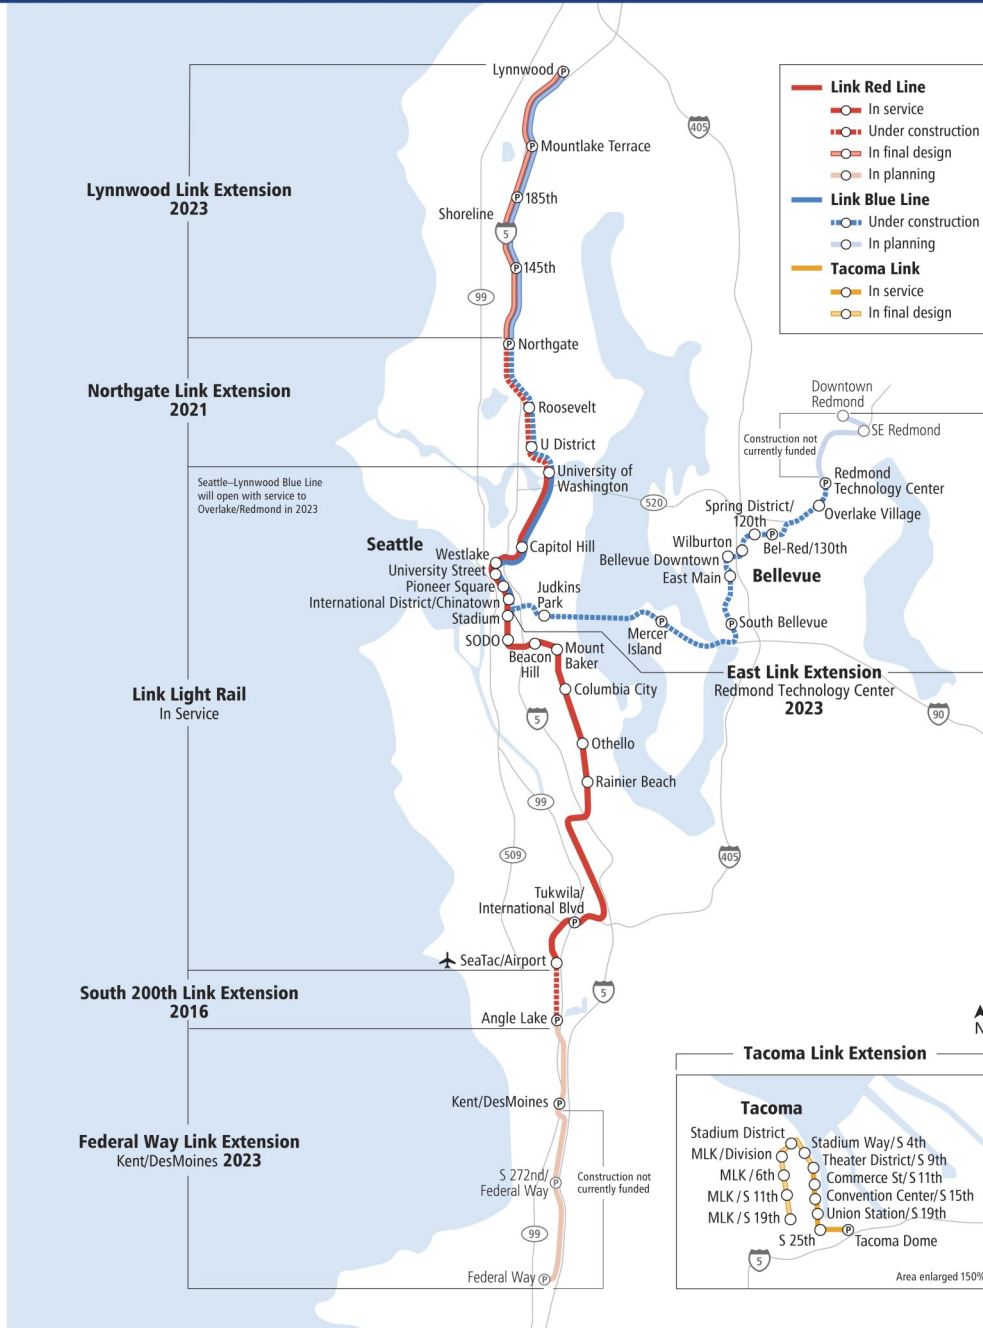 Lynnwood
Mountlake Terrace
185th
Shoreline
5
145th
99
405
Lynnwood Link Extension
2023
Northgate
Northgate Link Extension
2021
Roosevelt
U District
University of
Washington
Seattle–Lynnwood Blue Line
will open with service to
Overlake/Redmond in 2023
520
Seattle
Capitol Hill
Westlake
University Street
Pioneer Square
International District/Chinatown
Stadium
SODO
Judkins
Park
Beacon
Hill
Mount
Baker
Mercer
Island
Link Red Line
In service
Under construction
In final design
In planning
Link Blue Line
Under construction
In planning
Tacoma Link
In service
In final design
Downtown
Redmond
SE Redmond
Construction not
currently funded
Redmond
Technology Center
Overlake Village
Spring District/
120th
Bel-Red/130th
Wilburton
Bellevue Downtown
East Main
Bellevue
South Bellevue
East Link Extension
Redmond Technology Center
2023
90
Link Light Rail
In Service
Columbia City
5
Othello
Rainier Beach
99
509
405
Tukwila/
International Blvd
SeaTac/Airport
South 200th Link Extension
2016
5
Angle Lake
Kent/DesMoines
Federal Way Link Extension
Kent/DesMoines 2023
S 272nd/
Federal Way
Construction not
currently funded
99
Federal Way
N
Tacoma Link Extension
Tacoma
Stadium District
MLK/Division
MLK/6th
MLK/S 11th
MLK/S 19th
Stadium Way/S 4th
Theater District/S 9th
Commerce St/S 11th
Convention Center/S 15th
Union Station/S 19th
S 25th
Tacoma Dome
5
Area enlarged 150%